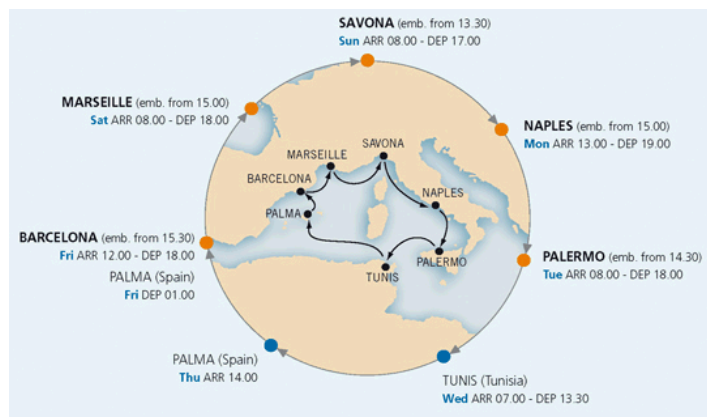 SAVONA (emb. from 13.30)
Sun ARR 08.00 - DEP 17.00
MARSEILLE (emb. from 15.00)
Sat ARR 08.00 - DEP 18.00
NAPLES (emb. from 15.00)
Mon ARR 13.00 - DEP 19.00
SAVONA
MARSEILLE
BARCELONA
NAPLES
PALMA
PALERMO
TUNIS
BARCELONA (emb. from 15.30)
Fri ARR 12.00 - DEP 18.00
PALMA (Spain)
Fri DEP 01.00
PALERMO (emb. from 14.30)
Tue ARR 08.00 - DEP 18.00
PALMA (Spain)
Thu ARR 14.00
TUNIS (Tunisia)
Wed ARR 07.00 - DEP 13.30